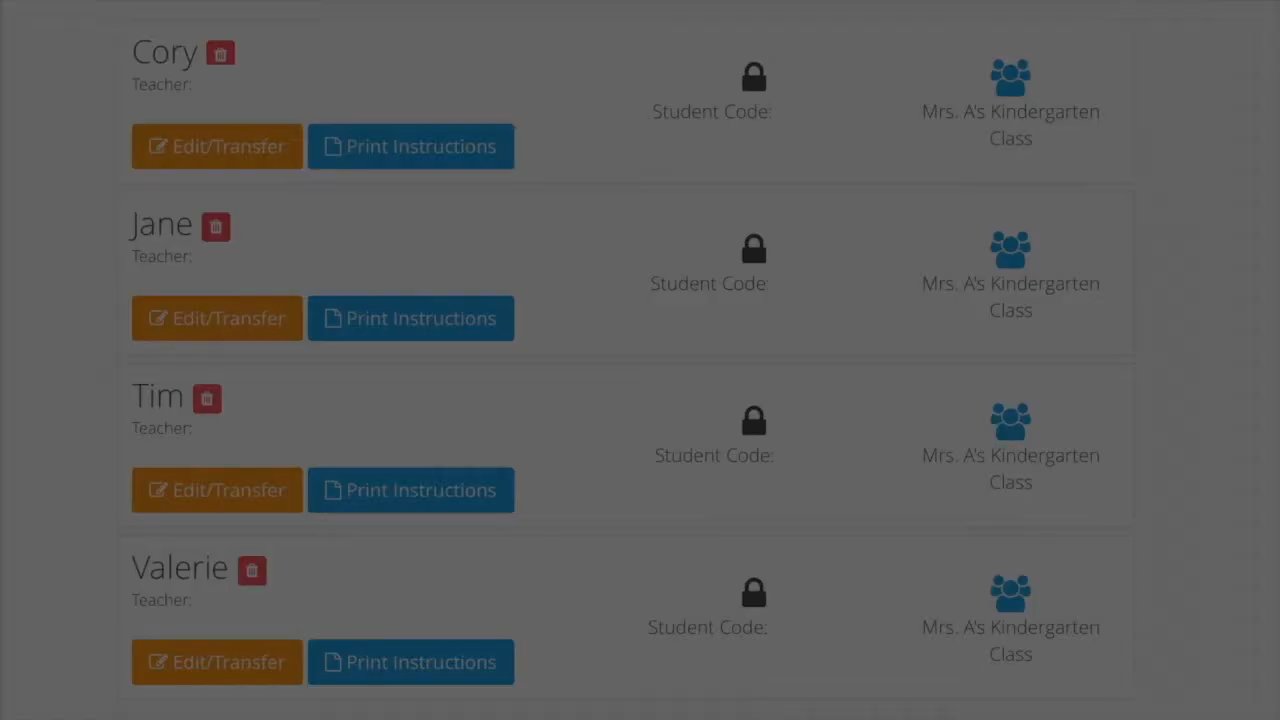 Cory
Teacher:
Student Code:
Mrs. A's Kindergarten
Class
Edit/Transfer
Print Instructions
Jane
Teacher:
Student Code:
Mrs. A's Kindergarten
Class
Edit/Transfer
Print Instructions
Tim
Teacher:
Student Code:
Mrs. A's Kindergarten
Class
Edit/Transfer
Print Instructions
Valerie
Teacher:
Student Code:
Mrs. A's Kindergarten
Class
Edit/Transfer
Print Instructions